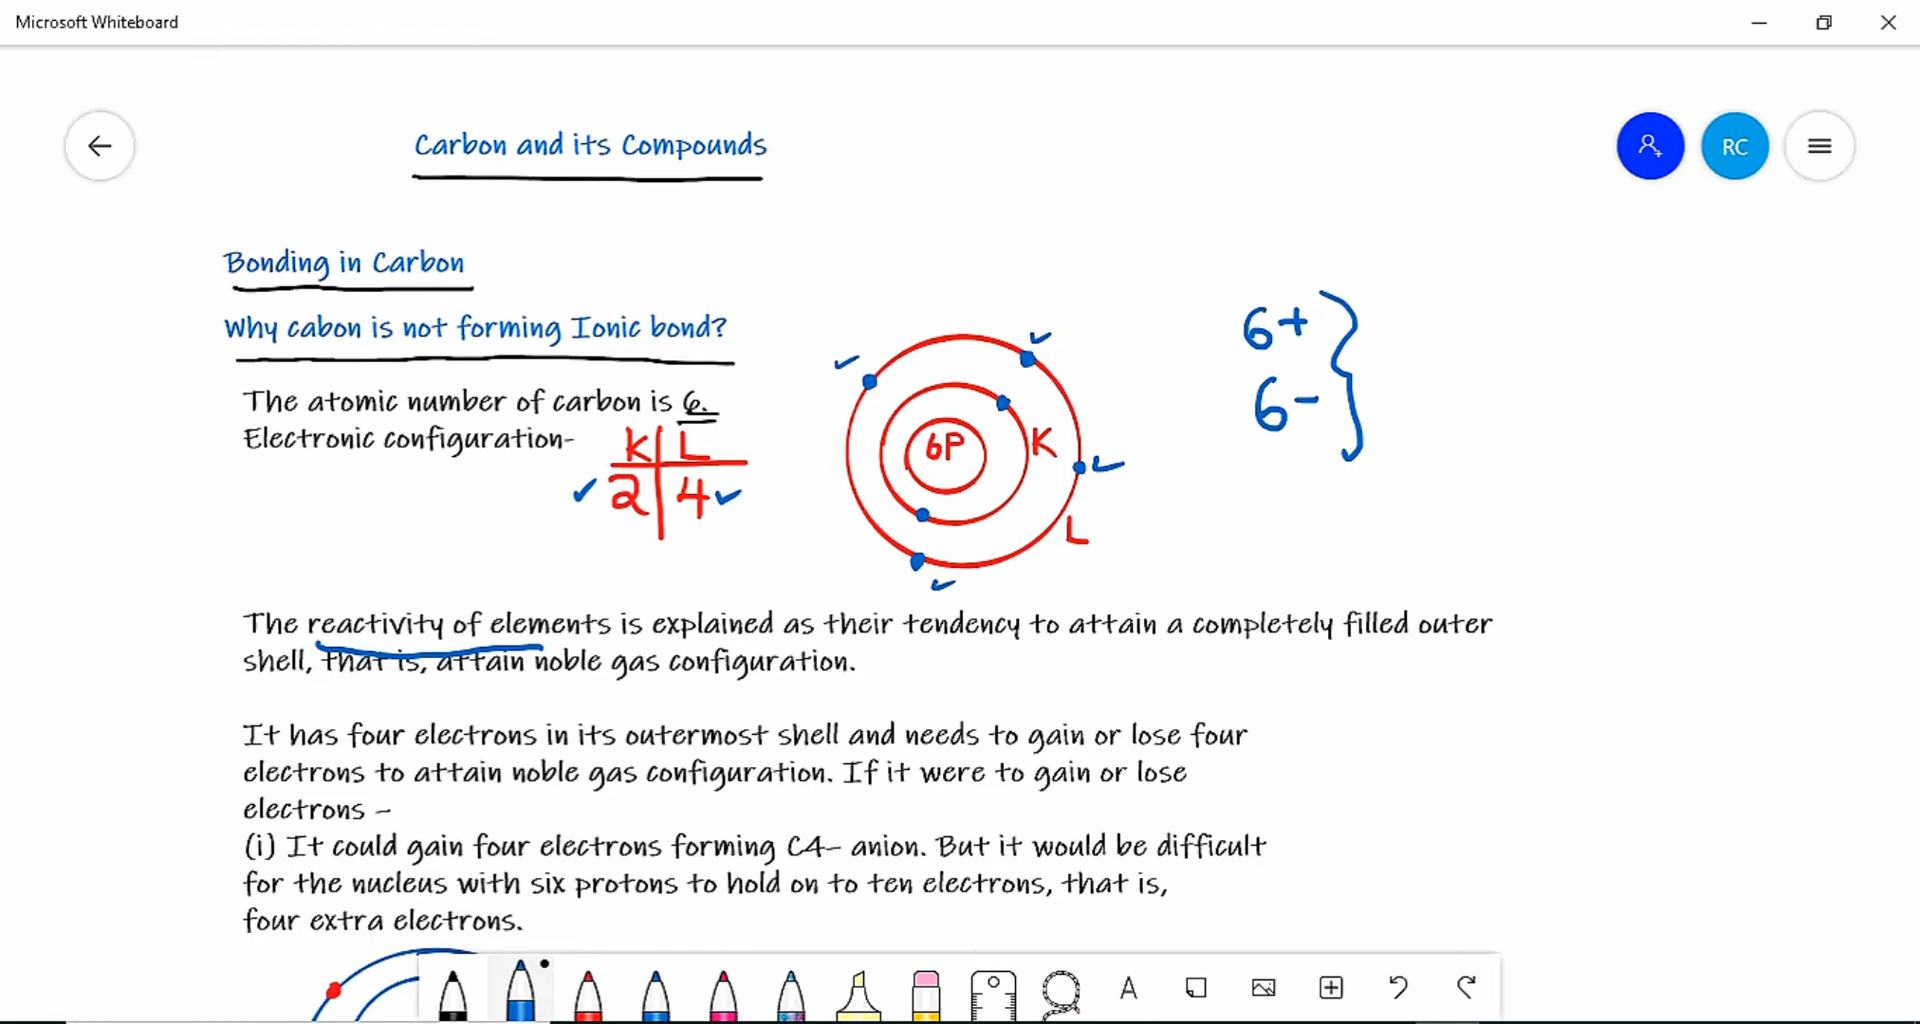 Microsoft Whiteboard
Carbon and its Compounds
RC
Bonding in Carbon
Why cabon is not forming Ionic bond?
The atomic number of carbon is 6.
Electronic configuration-
K L
2 4
6P
K
L
6+
6-
The reactivity of elements is explained as their tendency to attain a completely filled outer
shell, that is, attain noble gas configuration.
It has four electrons in its outermost shell and needs to gain or lose four
electrons to attain noble gas configuration. If it were to gain or lose
electrons –
(i) It could gain four electrons forming C4– anion. But it would be difficult
for the nucleus with six protons to hold on to ten electrons, that is,
four extra electrons.
A